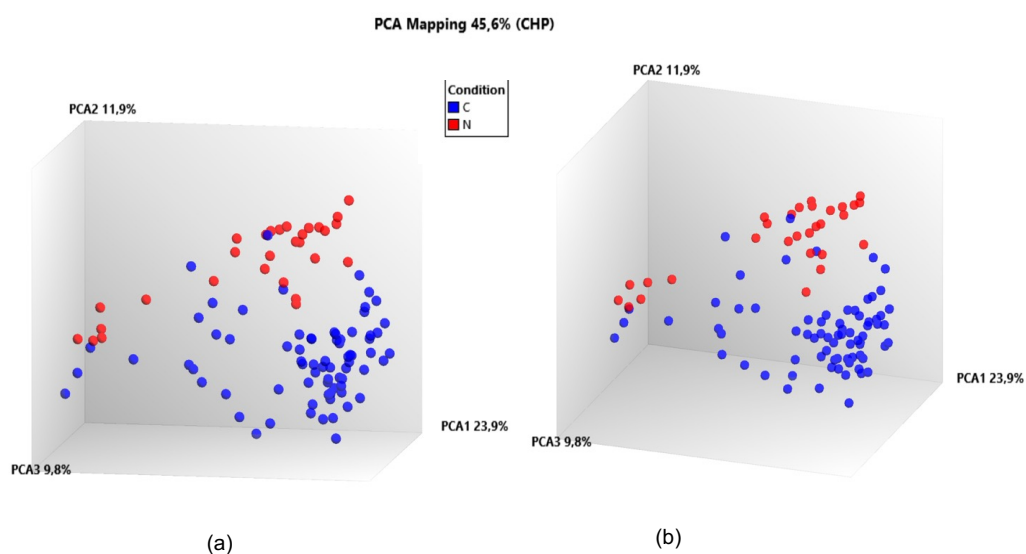 PCA Mapping 45,6% (CHP)
PCA2 11,9%
Condition
C
N
PCA2 11,9%
PCA1 23,9%
PCA3 9,8%
PCA1 23,9%
PCA3 9,8%
(a)
(b)